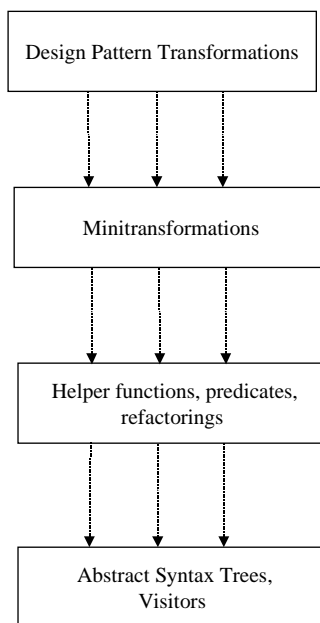 Design Pattern Transformations
Minitransformations
Helper functions, predicates,
refactorings
Abstract Syntax Trees,
Visitors